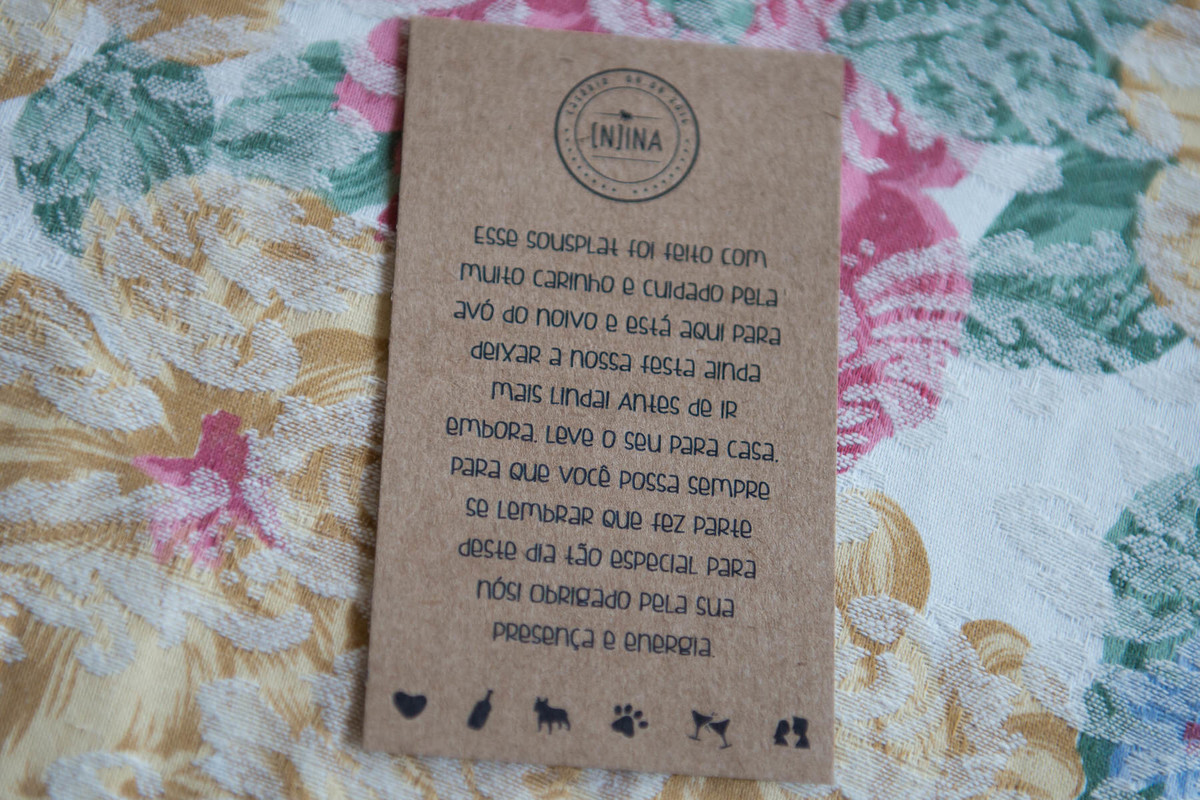 [N]INA
Esse sousplat foi feito com
muito carinho e cuidado pela
avó do noivo e está aqui para
deixar a nossa festa ainda
mais linda! Antes de ir
embora, leve o seu para casa,
para que você possa sempre
se lembrar que fez parte
deste dia tão especial para
nós! Obrigado pela sua
presença e energia.